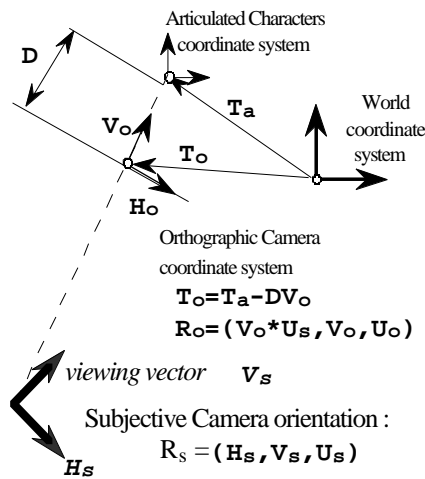 Articulated Characters
coordinate system
D
Ta
World
coordinate
system
Vo
To
Ho
Orthographic Camera
coordinate system
To=Ta-DVo
Ro=(Vo*Us,Vo,Uo)
viewing vector Vs
Subjective Camera orientation :
Rs =(Hs,Vs,Us)
Hs